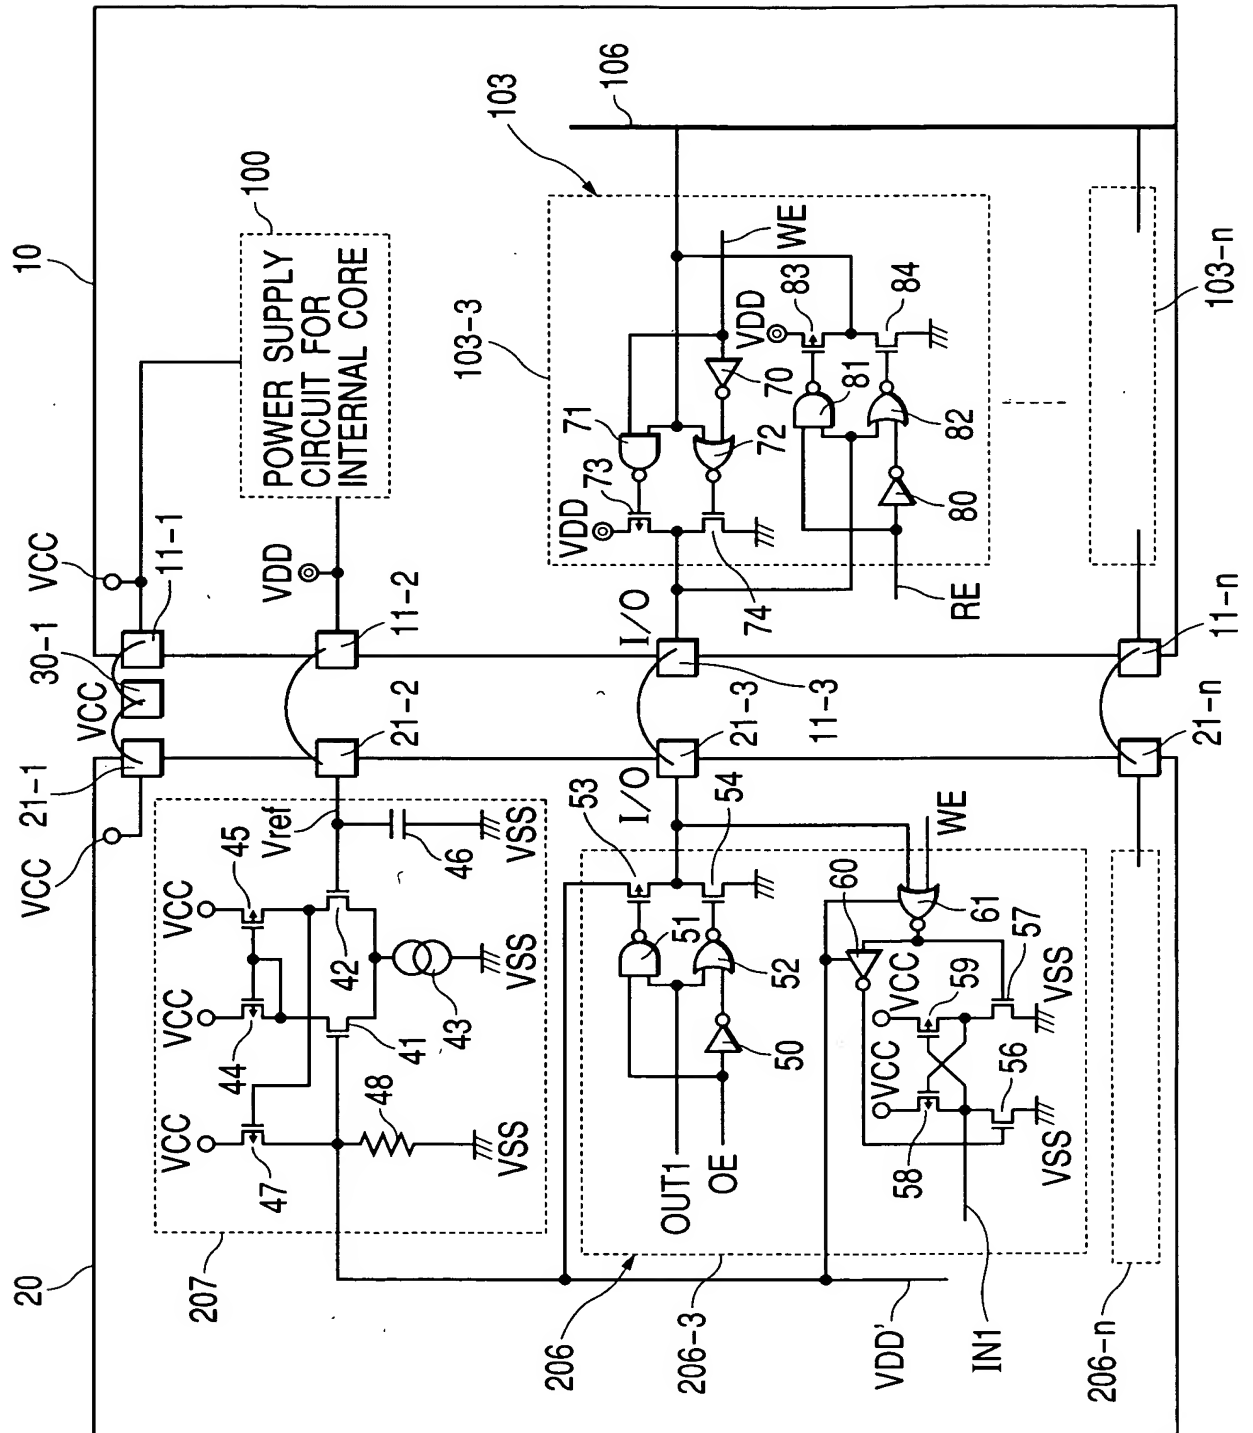 20
10
VCC
21-1
VCC
30-1
VCC
11-1
100
POWER SUPPLY
CIRCUIT FOR
INTERNAL CORE
207
VCC
VCC
VCC
47
44
45
Vref
41
42
43
46
48
VSS
VSS
VSS
21-2
11-2
VDD
206
206-3
OUT1
OE
50
51
52
53
54
I/O
21-3
11-3
I/O
VDD
73
71
74
72
70
WE
103-3
103
106
VDD
83
84
81
82
80
RE
WE
60
61
VCC
VCC
58
59
56
57
VSS
VSS
VDD'
IN1
206-n
21-n
11-n
103-n